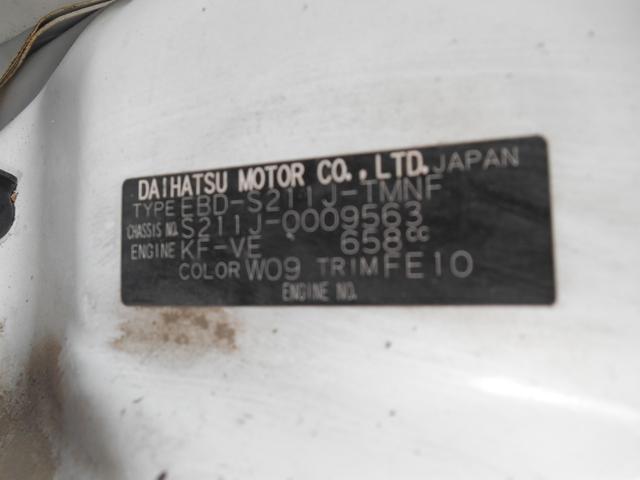 DAIHATSU MOTOR CO., LTD. JAPAN
TYPE EBD-S211J-TMNF
CHASSIS NO. S211J-0009563
ENGINE KF-VE 658cc
COLOR W09 TRIM FE10
ENGINE NO.